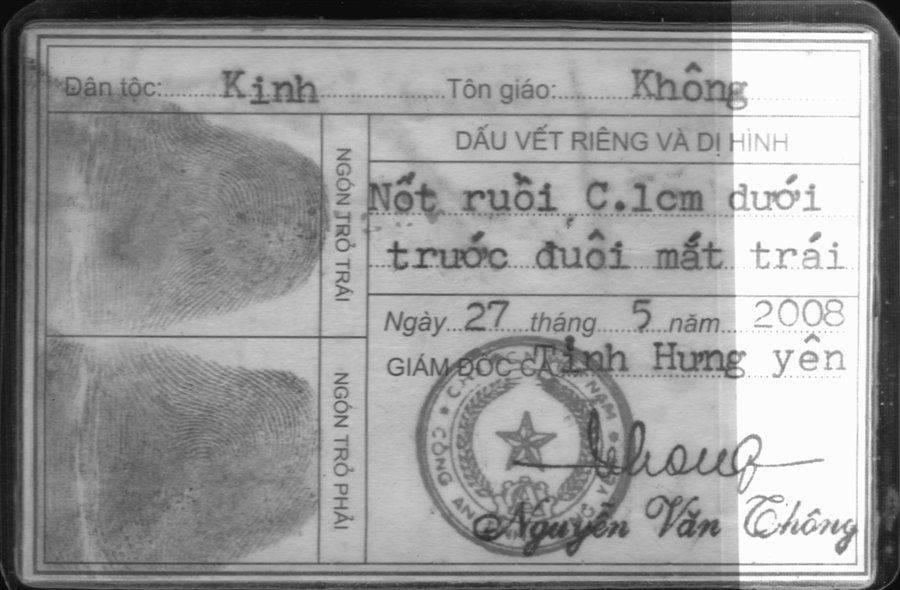 Dân tộc: Kinh Tôn giáo: Không
NGÓN TRỎ TRÁI
DẤU VẾT RIÊNG VÀ DỊ HÌNH
Nốt ruồi C.1cm dưới
trước đuôi mắt trái
Ngày 27 tháng 5 năm 2008
GIÁM ĐỐC CA Tỉnh Hưng yên
NGÓN TRỎ PHẢI
CÔNG AN
Nguyễn Văn Thông